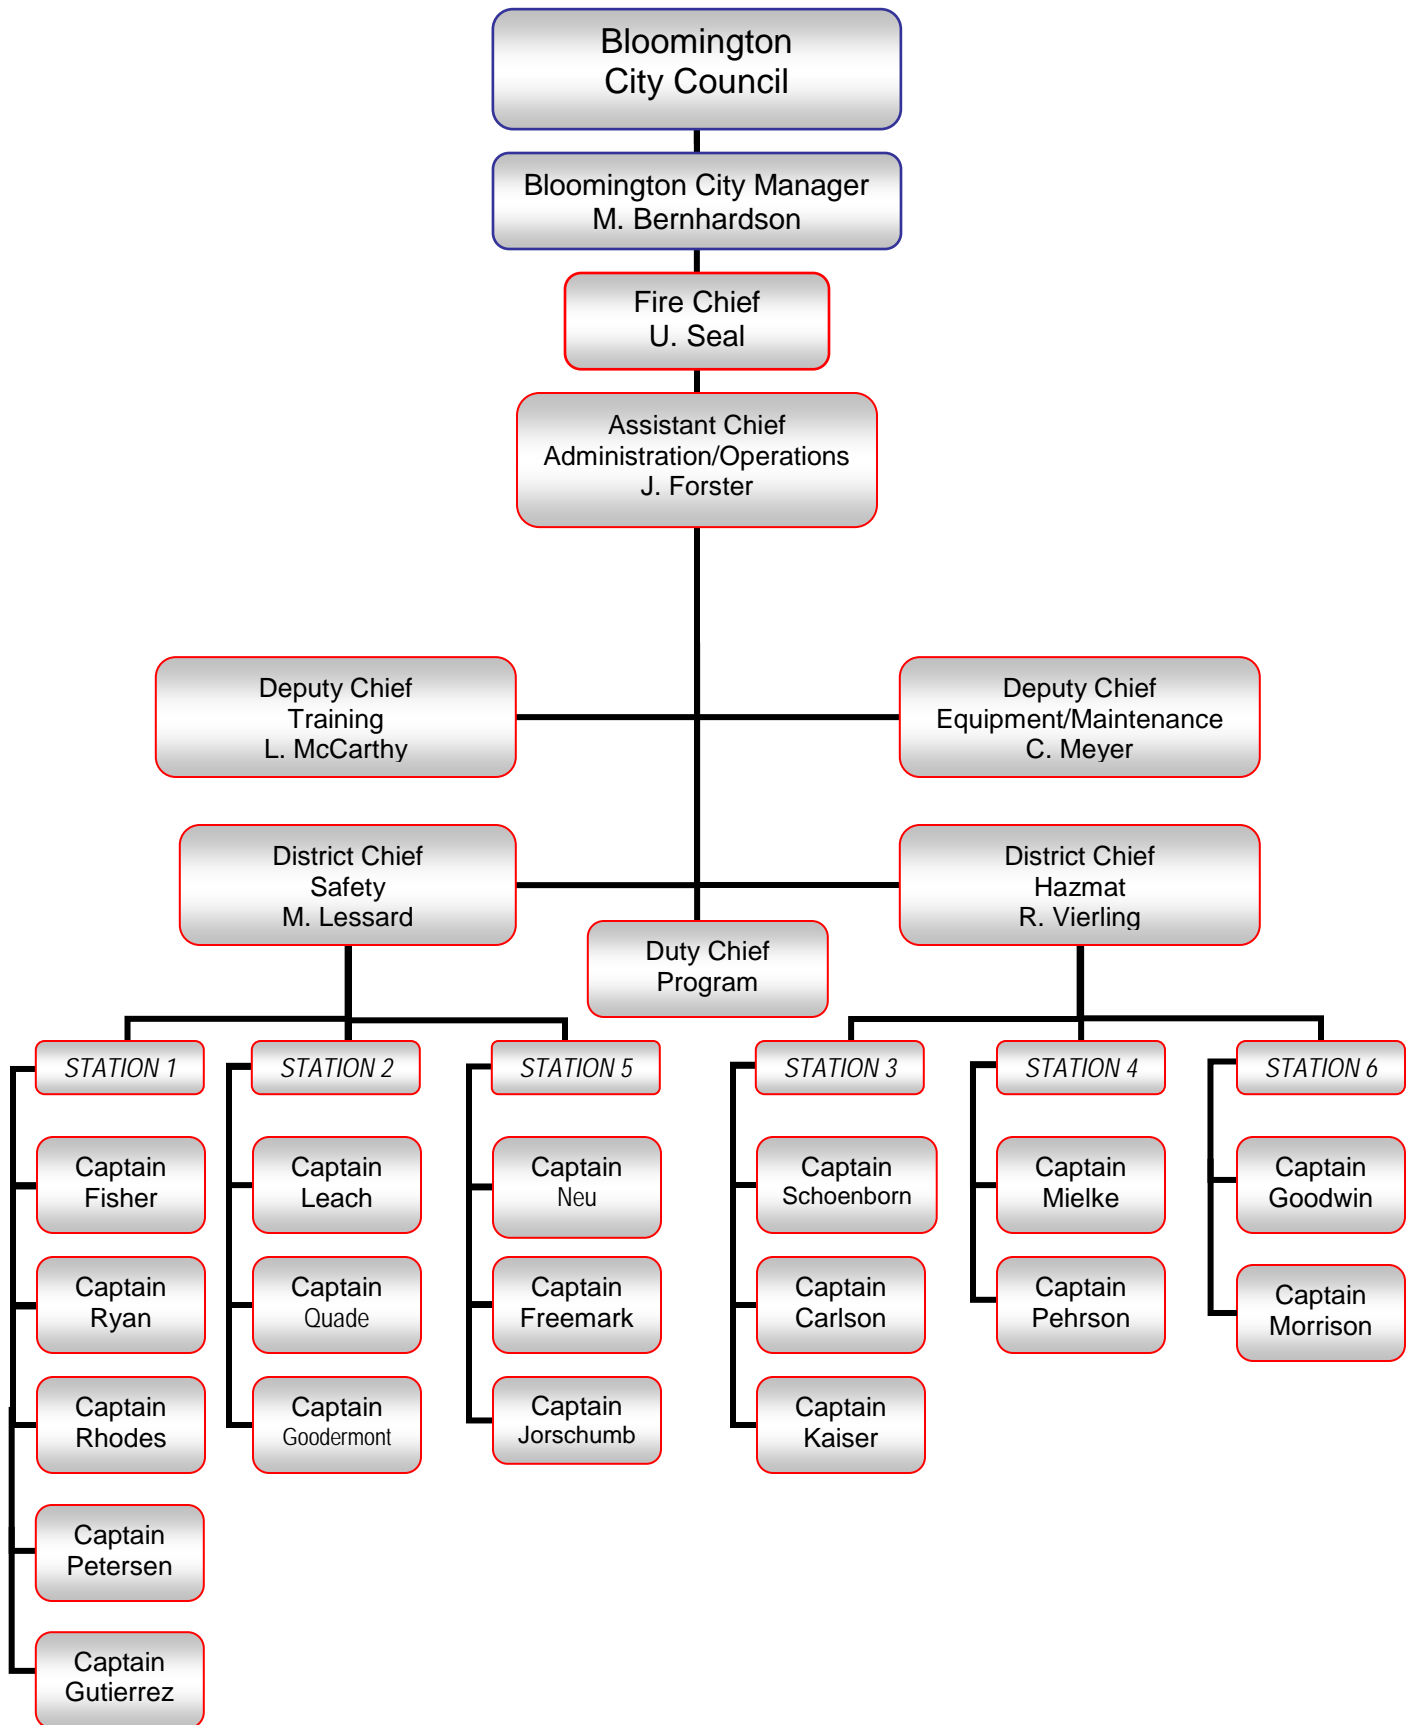 Bloomington
City Council
Bloomington City Manager
M. Bernhardson
Fire Chief
U. Seal
Assistant Chief
Administration/Operations
J. Forster
Deputy Chief
Training
L. McCarthy
Deputy Chief
Equipment/Maintenance
C. Meyer
District Chief
Safety
M. Lessard
District Chief
Hazmat
R. Vierling
Duty Chief
Program
STATION 1
Captain
Fisher
Captain
Ryan
Captain
Rhodes
Captain
Petersen
Captain
Gutierrez
STATION 2
Captain
Leach
Captain
Quade
Captain
Goodermont
STATION 5
Captain
Neu
Captain
Freemark
Captain
Jorschumb
STATION 3
Captain
Schoenborn
Captain
Carlson
Captain
Kaiser
STATION 4
Captain
Mielke
Captain
Pehrson
STATION 6
Captain
Goodwin
Captain
Morrison